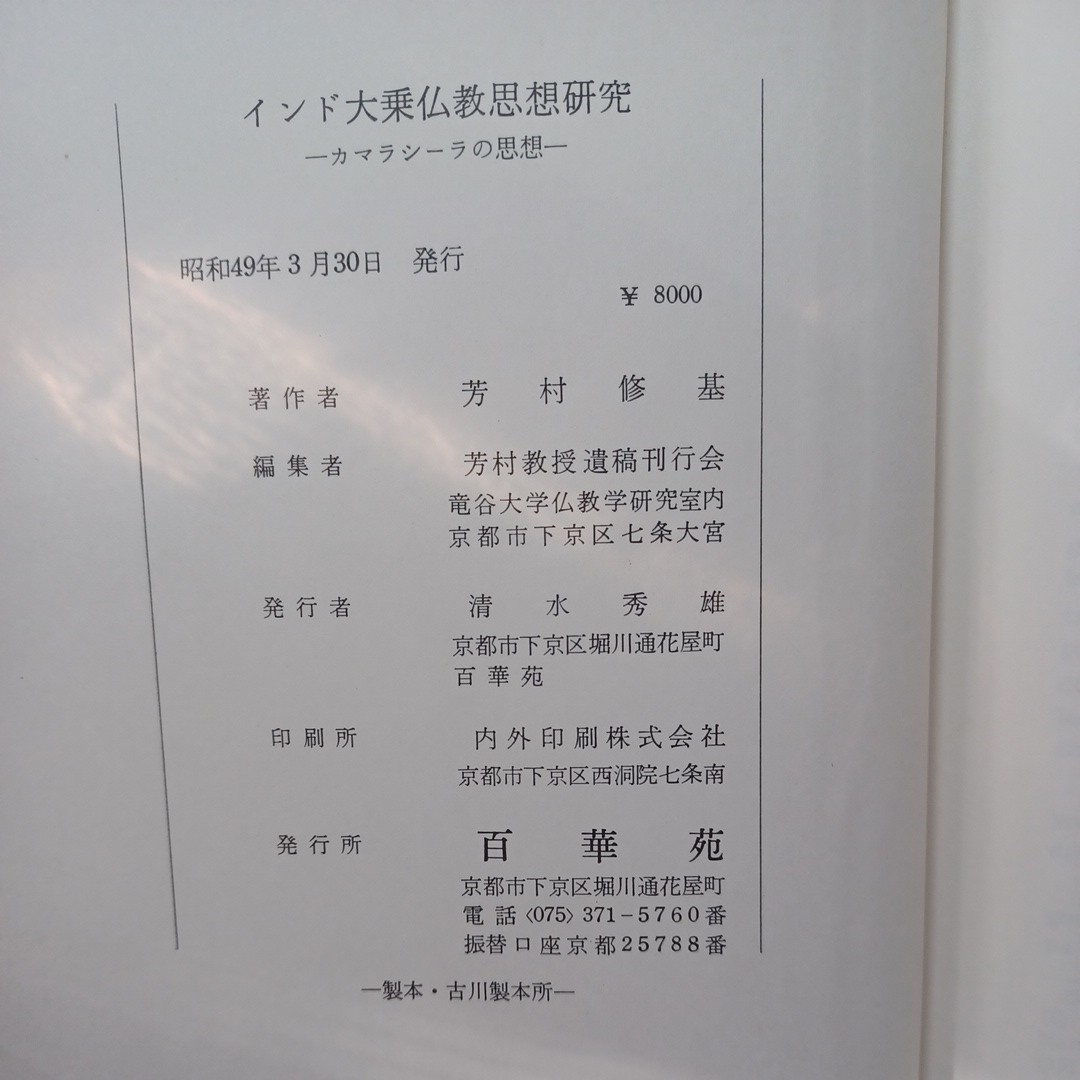 インド大乗仏教思想研究
―カマラシーラの思想―
昭和49年3月30日 発行
¥ 8000
著作者 芳村修基
編集者 芳村教授遺稿刊行会
竜谷大学仏教学研究室内
京都市下京区七条大宮
発行者 清水秀雄
京都市下京区堀川通花屋町
百華苑
印刷所 内外印刷株式会社
京都市下京区西洞院七条南
発行所 百華苑
京都市下京区堀川通花屋町
電話〈075〉371-5760番
振替口座京都25788番
―製本・古川製本所―